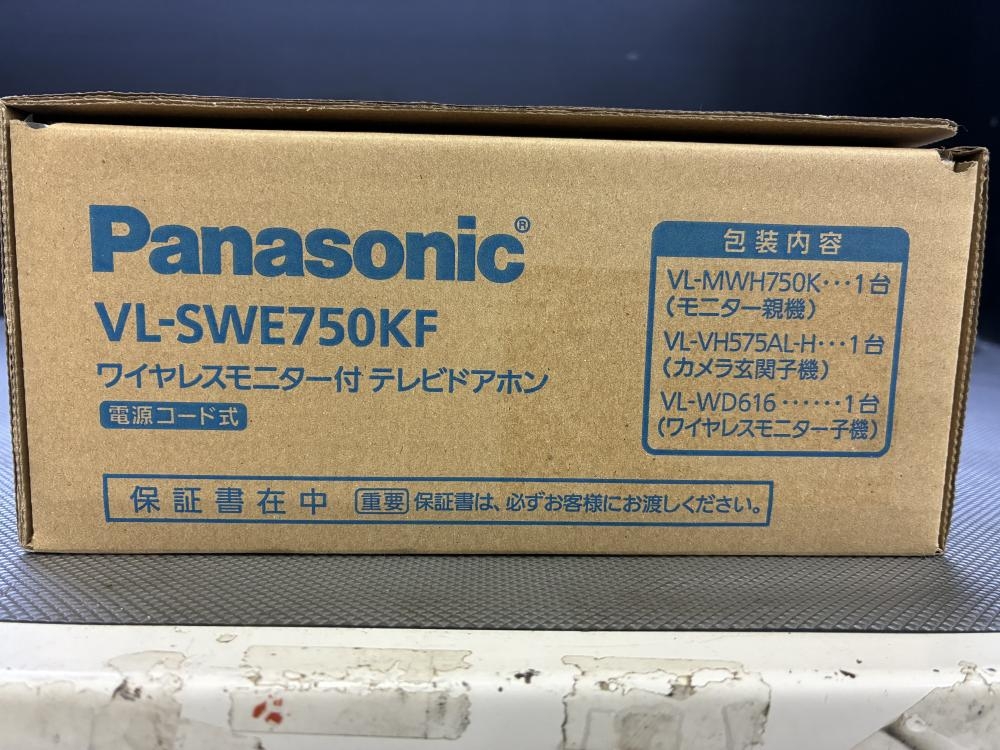 Panasonic®
VL-SWE750KF
ワイヤレスモニター付 テレビドアホン
電源コード式
包装内容
VL-MWH750K･･･1台
(モニター親機)
VL-VH575AL-H･･･1台
(カメラ玄関子機)
VL-WD616･･････1台
(ワイヤレスモニター子機)
保証書在中 重要 保証書は、必ずお客様にお渡しください。